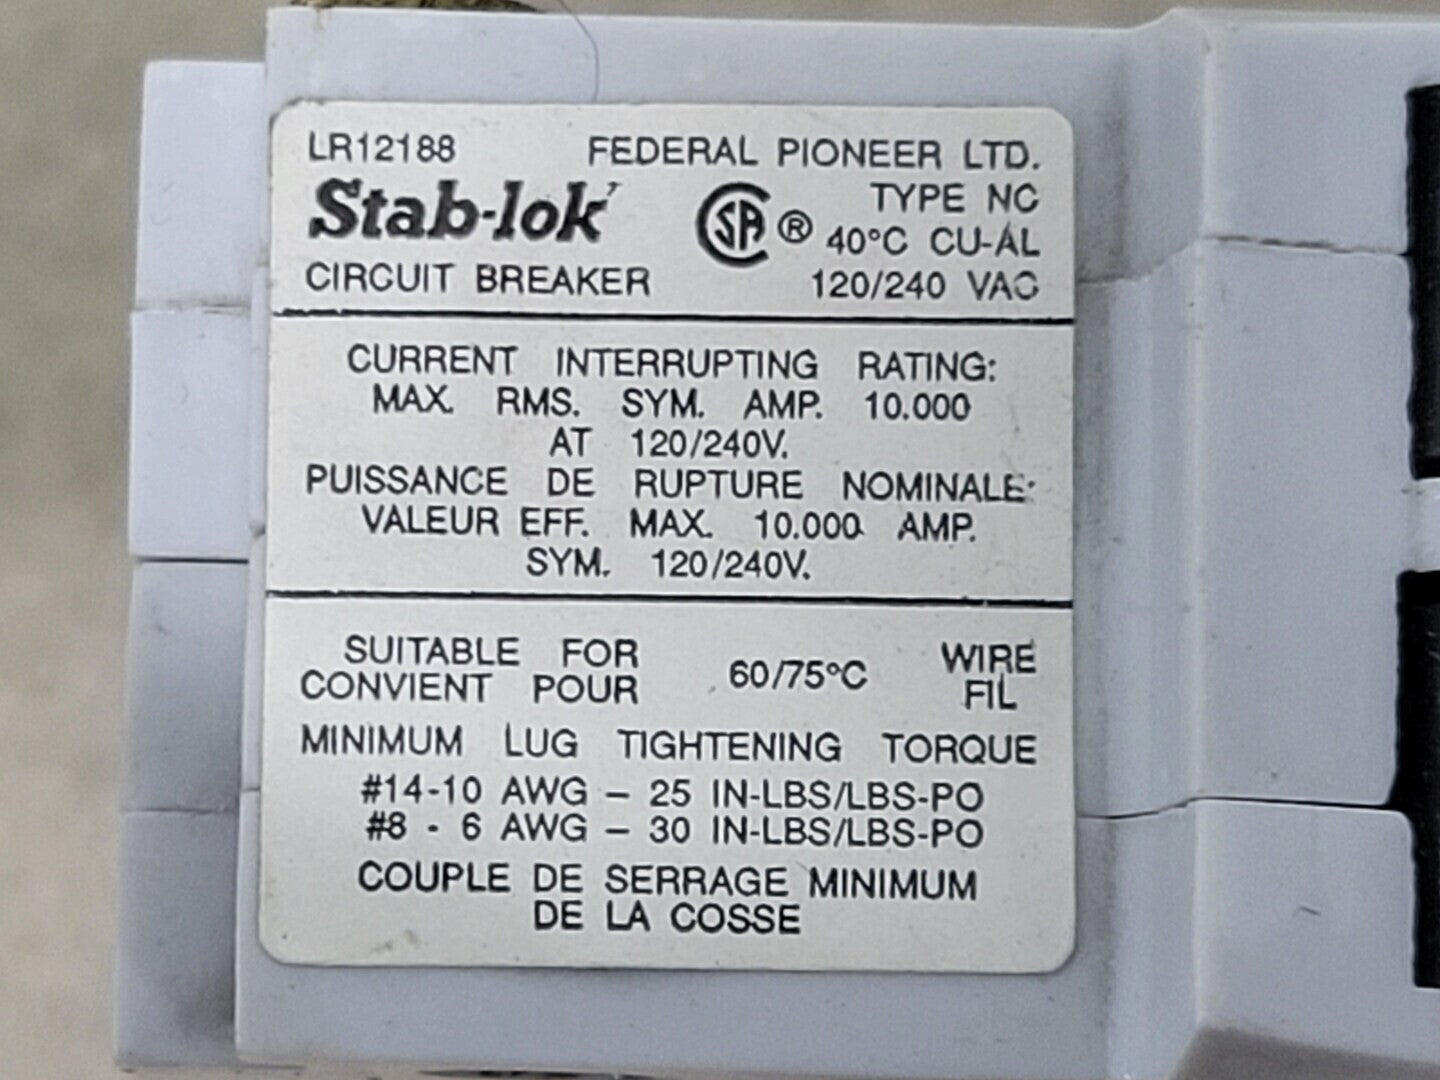 LR12188 FEDERAL PIONEER LTD.
Stab-lok TYPE NC
SA ® 40°C CU-AL
CIRCUIT BREAKER 120/240 VAC
CURRENT INTERRUPTING RATING:
MAX. RMS. SYM. AMP. 10.000
AT 120/240V.
PUISSANCE DE RUPTURE NOMINALE:
VALEUR EFF. MAX. 10.000 AMP.
SYM. 120/240V.
SUITABLE FOR 60/75°C WIRE
CONVIENT POUR FIL
MINIMUM LUG TIGHTENING TORQUE
#14-10 AWG – 25 IN-LBS/LBS-PO
#8 - 6 AWG – 30 IN-LBS/LBS-PO
COUPLE DE SERRAGE MINIMUM
DE LA COSSE